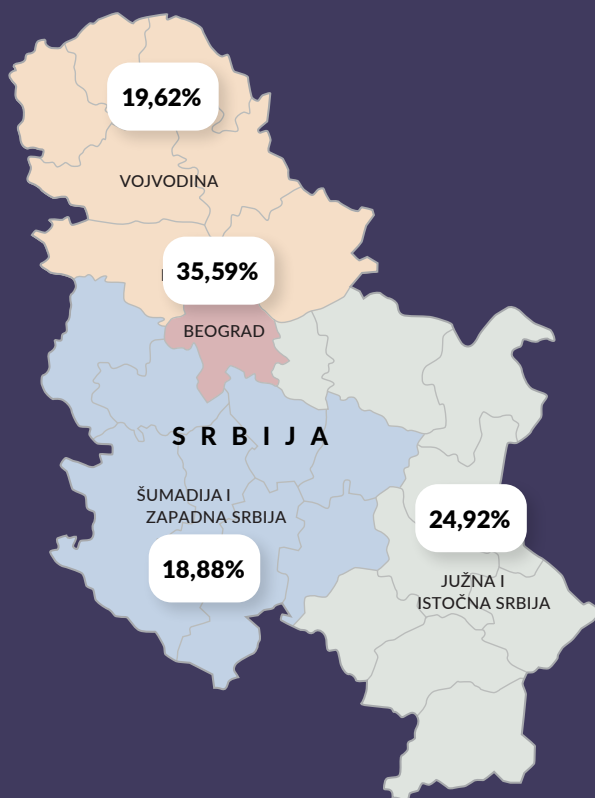 19,62%
VOJVODINA
35,59%
BEOGRAD
S R B I J A
ŠUMADIJA I
ZAPADNA SRBIJA
24,92%
18,88%
JUŽNA I
ISTOČNA SRBIJA